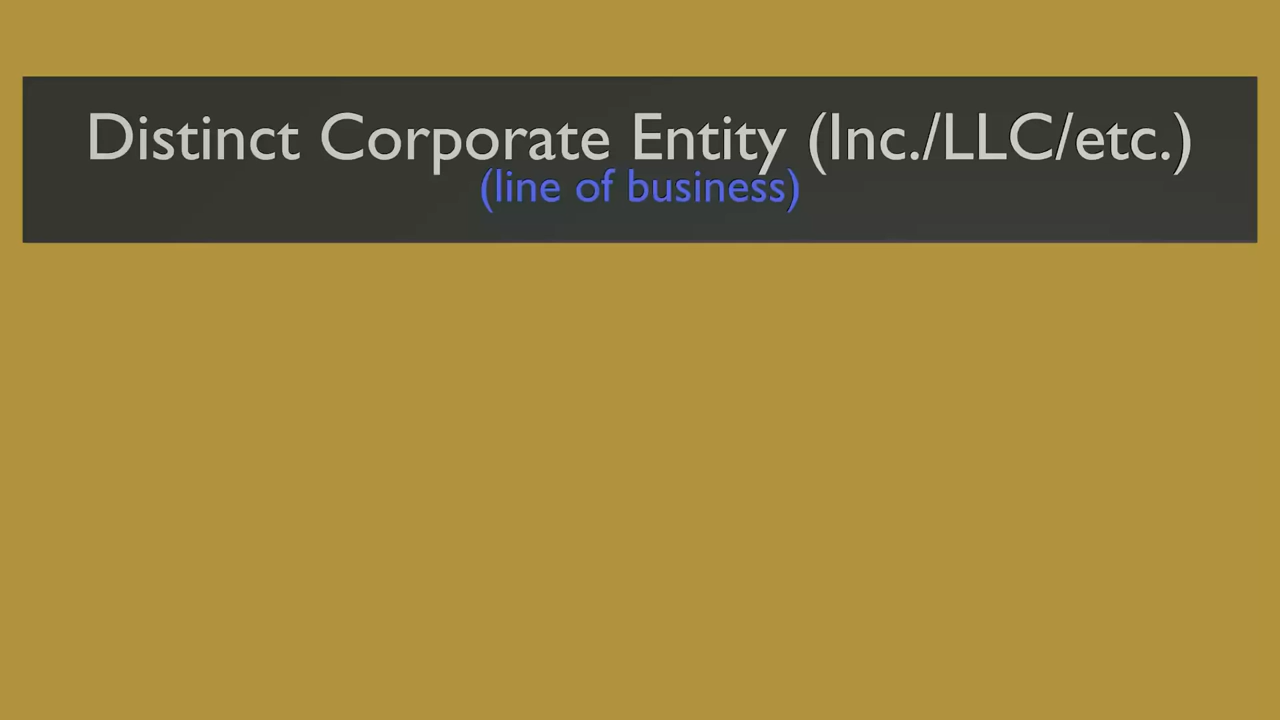 Distinct Corporate Entity (Inc./LLC/etc.)
(line of business)